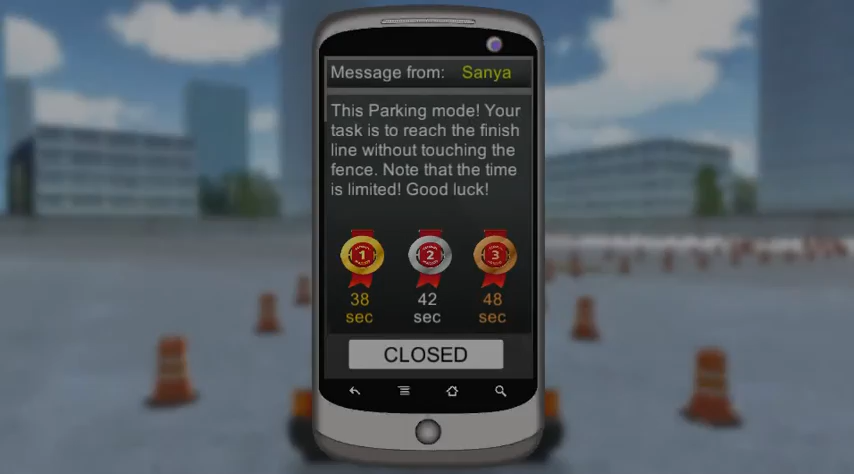 Message from: Sanya
This Parking mode! Your
task is to reach the finish
line without touching the
fence. Note that the time
is limited! Good luck!
1 2 3
38 42 48
sec sec sec
CLOSED